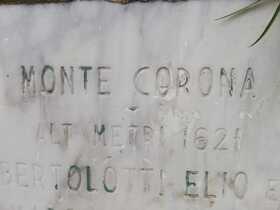 MONTE CORONA
ALT METRI 1621
BERTOLOTTI ELIO E